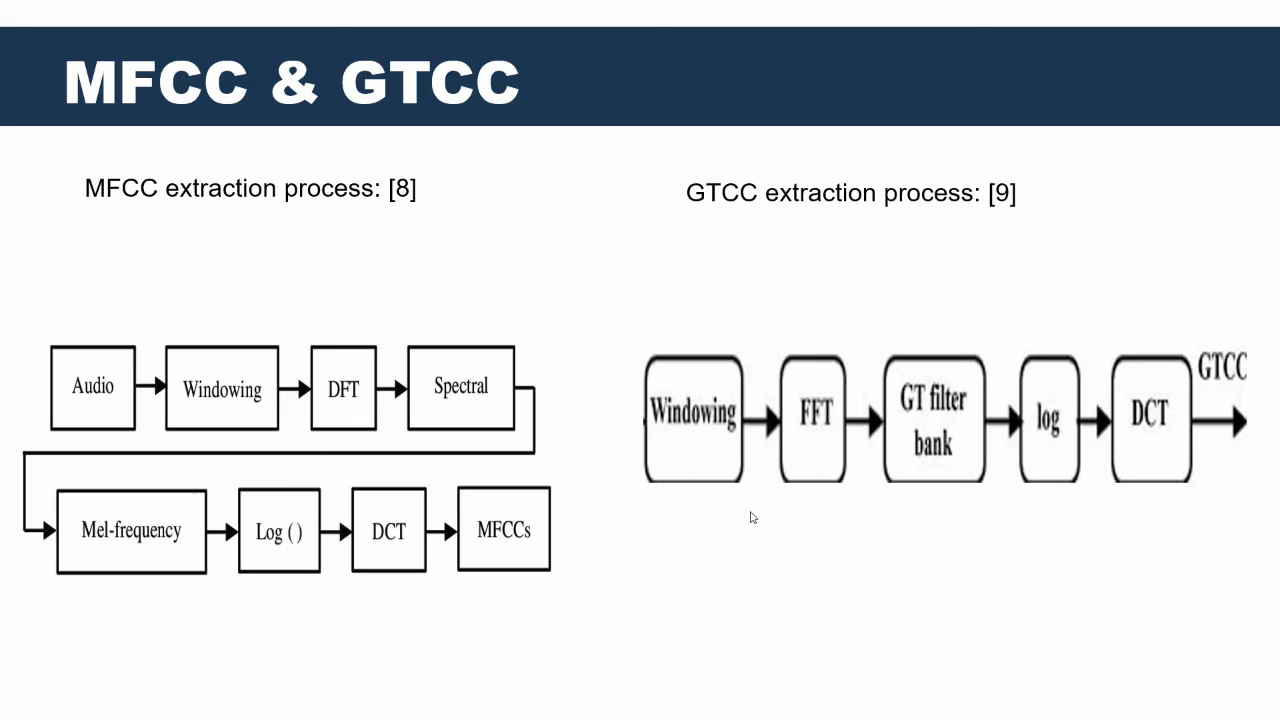 MFCC & GTCC
MFCC extraction process: [8]
Audio
Windowing
DFT
Spectral
Mel-frequency
Log ( )
DCT
MFCCs
GTCC extraction process: [9]
Windowing
FFT
GT filter
bank
log
DCT
GTCC